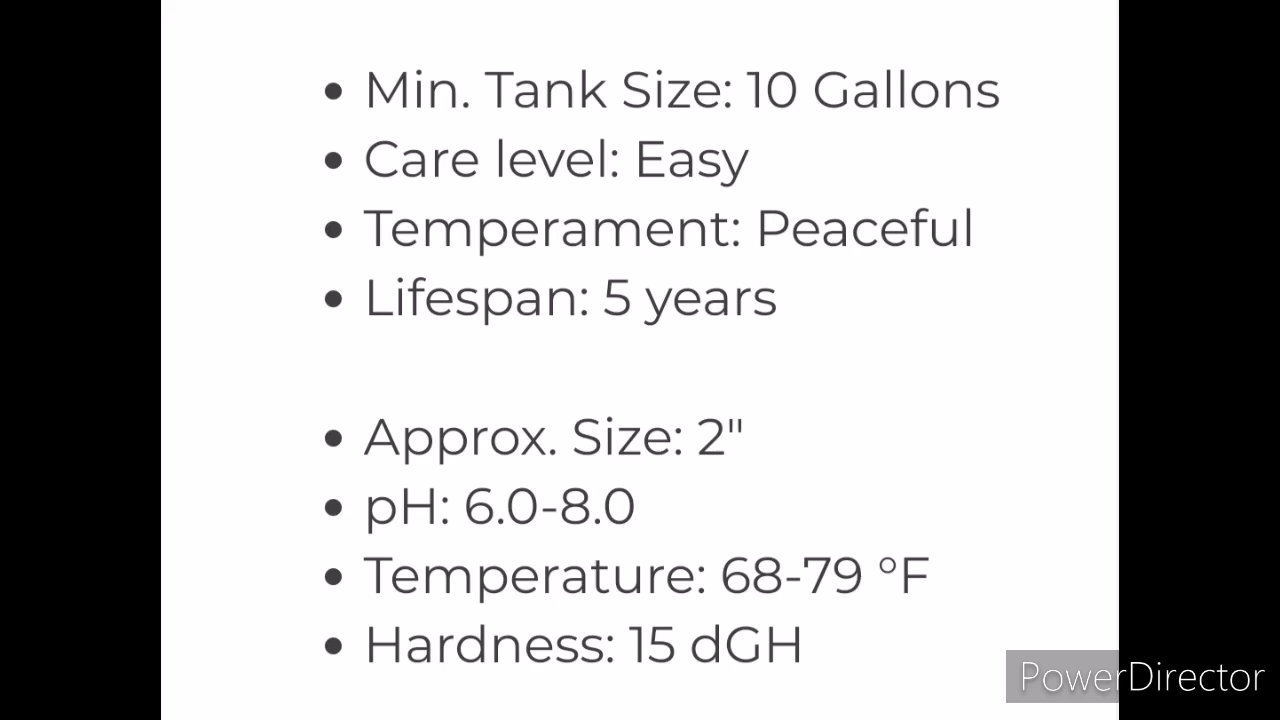 • Min. Tank Size: 10 Gallons
• Care level: Easy
• Temperament: Peaceful
• Lifespan: 5 years
• Approx. Size: 2"
• pH: 6.0-8.0
• Temperature: 68-79 °F
• Hardness: 15 dGH
PowerDirector